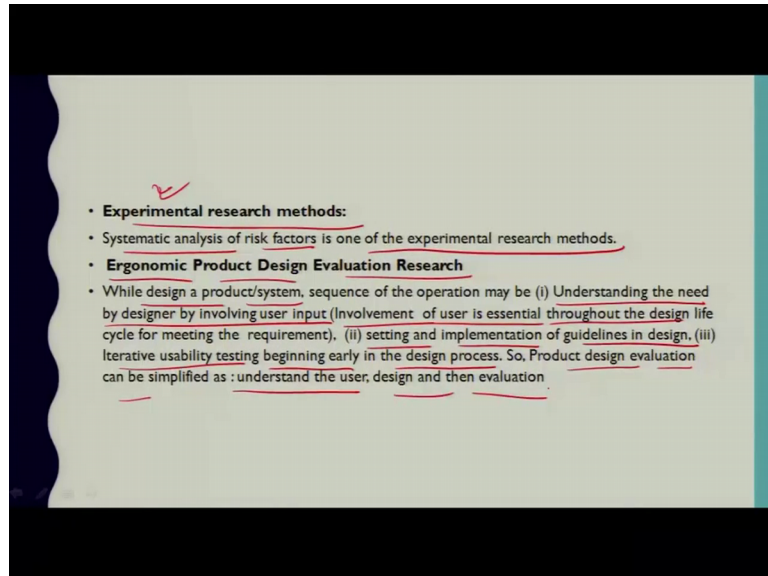 • Experimental research methods:
• Systematic analysis of risk factors is one of the experimental research methods.
• Ergonomic Product Design Evaluation Research
• While design a product/system, sequence of the operation may be (i) Understanding the need
by designer by involving user input (Involvement of user is essential throughout the design life
cycle for meeting the requirement), (ii) setting and implementation of guidelines in design, (iii)
Iterative usability testing beginning early in the design process. So, Product design evaluation
can be simplified as : understand the user, design and then evaluation